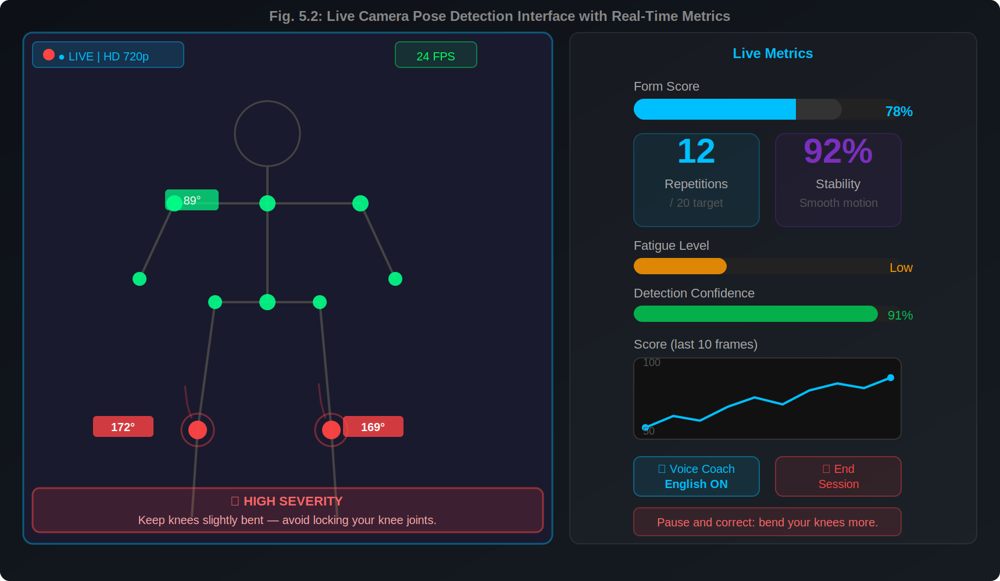 Fig. 5.2: Live Camera Pose Detection Interface with Real-Time Metrics
● LIVE | HD 720p
24 FPS
89°
172°
169°
HIGH SEVERITY
Keep knees slightly bent — avoid locking your knee joints.
Live Metrics
Form Score
78%
12
Repetitions
/ 20 target
92%
Stability
Smooth motion
Fatigue Level
Low
Detection Confidence
91%
Score (last 10 frames)
100
50
Voice Coach
English ON
End
Session
Pause and correct: bend your knees more.